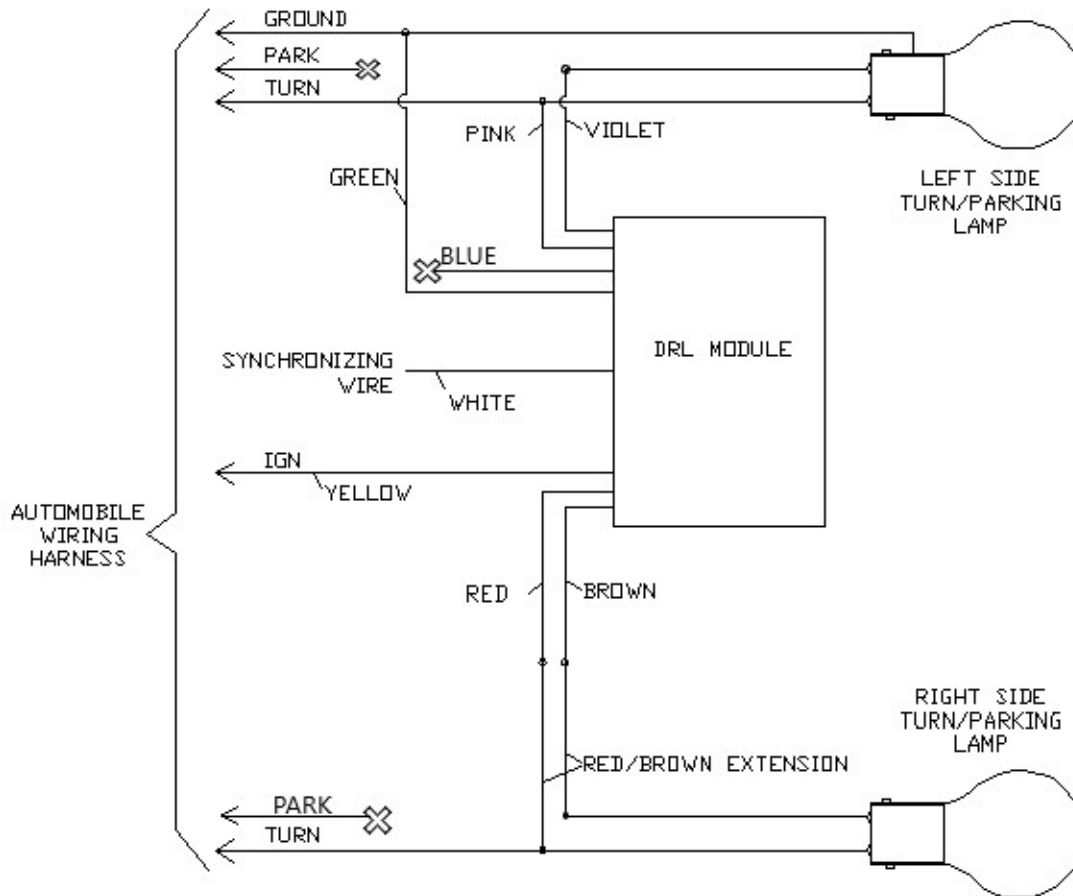 GROUND
PARK
TURN
PINK
VIOLET
GREEN
LEFT SIDE
TURN/PARKING
LAMP
BLUE
DRL MODULE
SYNCHRONIZING
WIRE
WHITE
IGN
YELLOW
AUTOMOBILE
WIRING
HARNESS
RED
BROWN
RIGHT SIDE
TURN/PARKING
LAMP
RED/BROWN EXTENSION
PARK
TURN